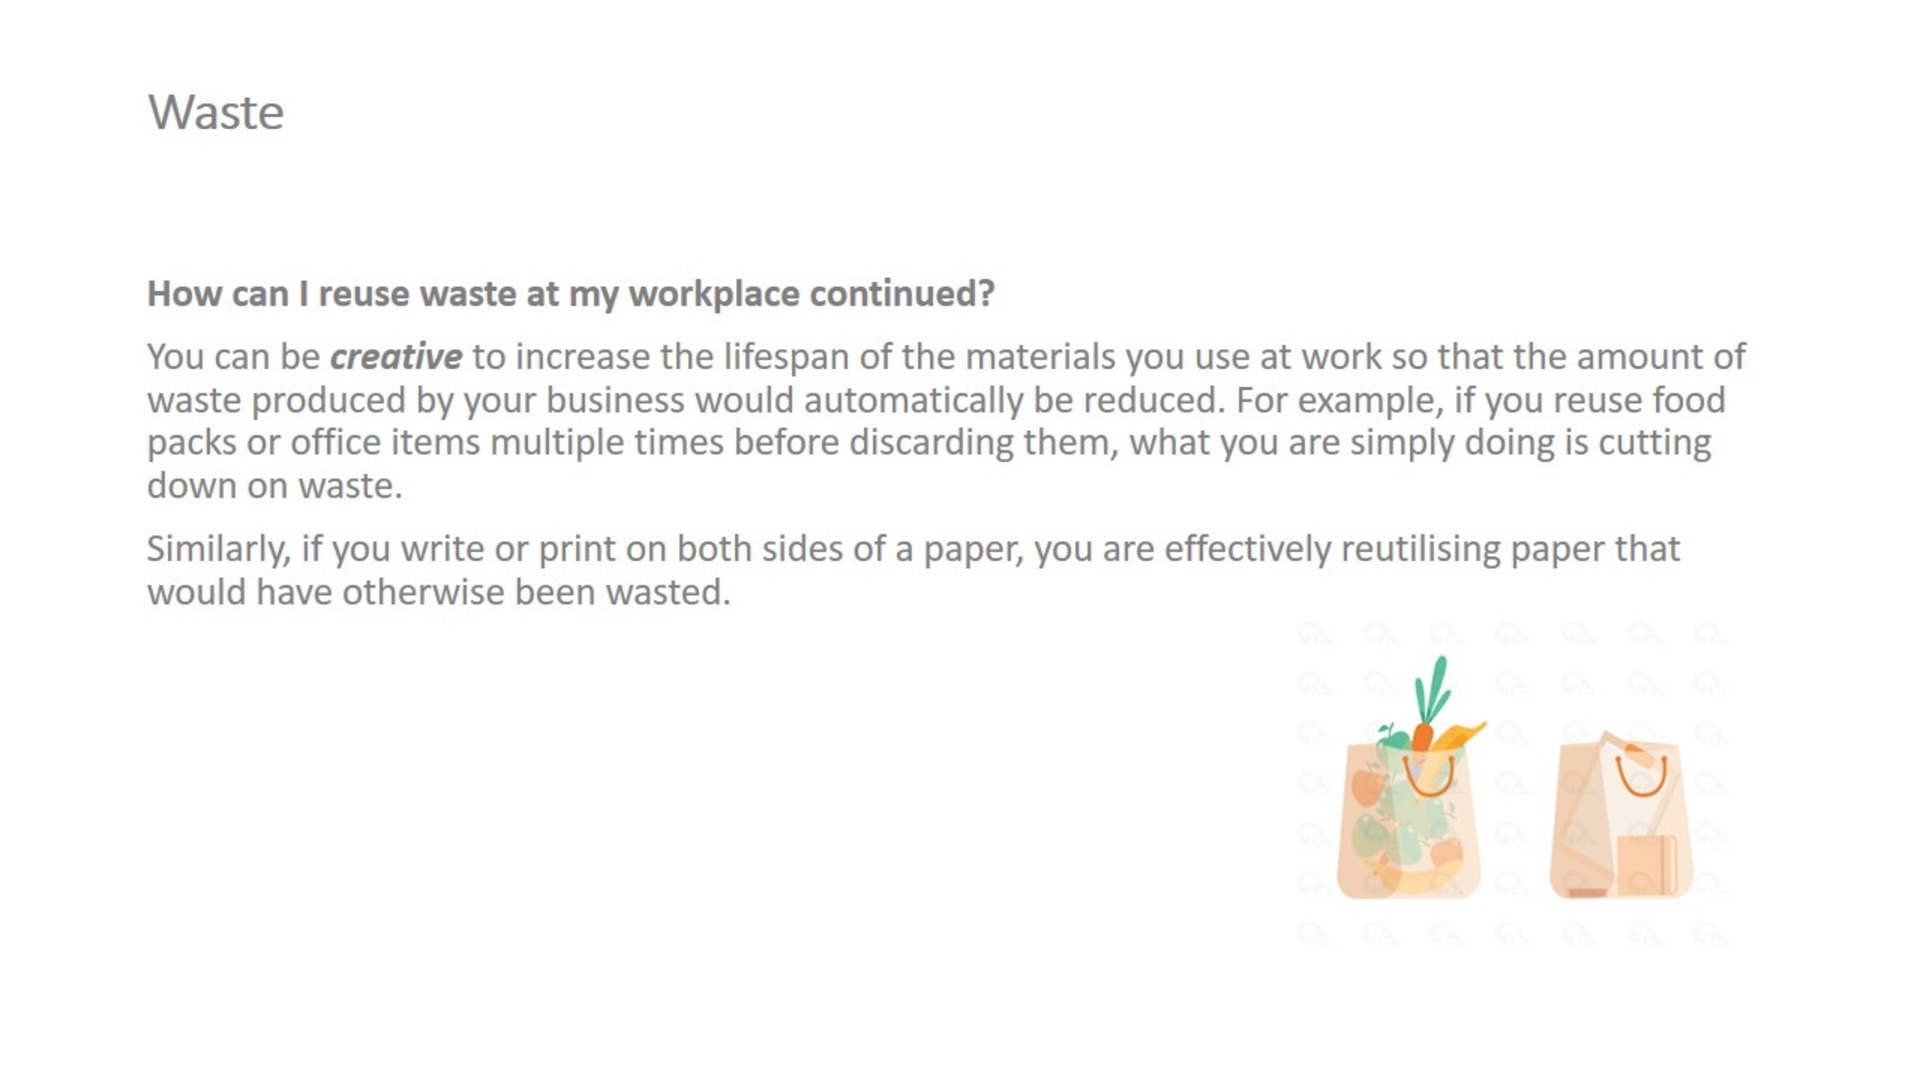 Waste
How can I reuse waste at my workplace continued?
You can be creative to increase the lifespan of the materials you use at work so that the amount of
waste produced by your business would automatically be reduced. For example, if you reuse food
packs or office items multiple times before discarding them, what you are simply doing is cutting
down on waste.
Similarly, if you write or print on both sides of a paper, you are effectively reutilising paper that
would have otherwise been wasted.